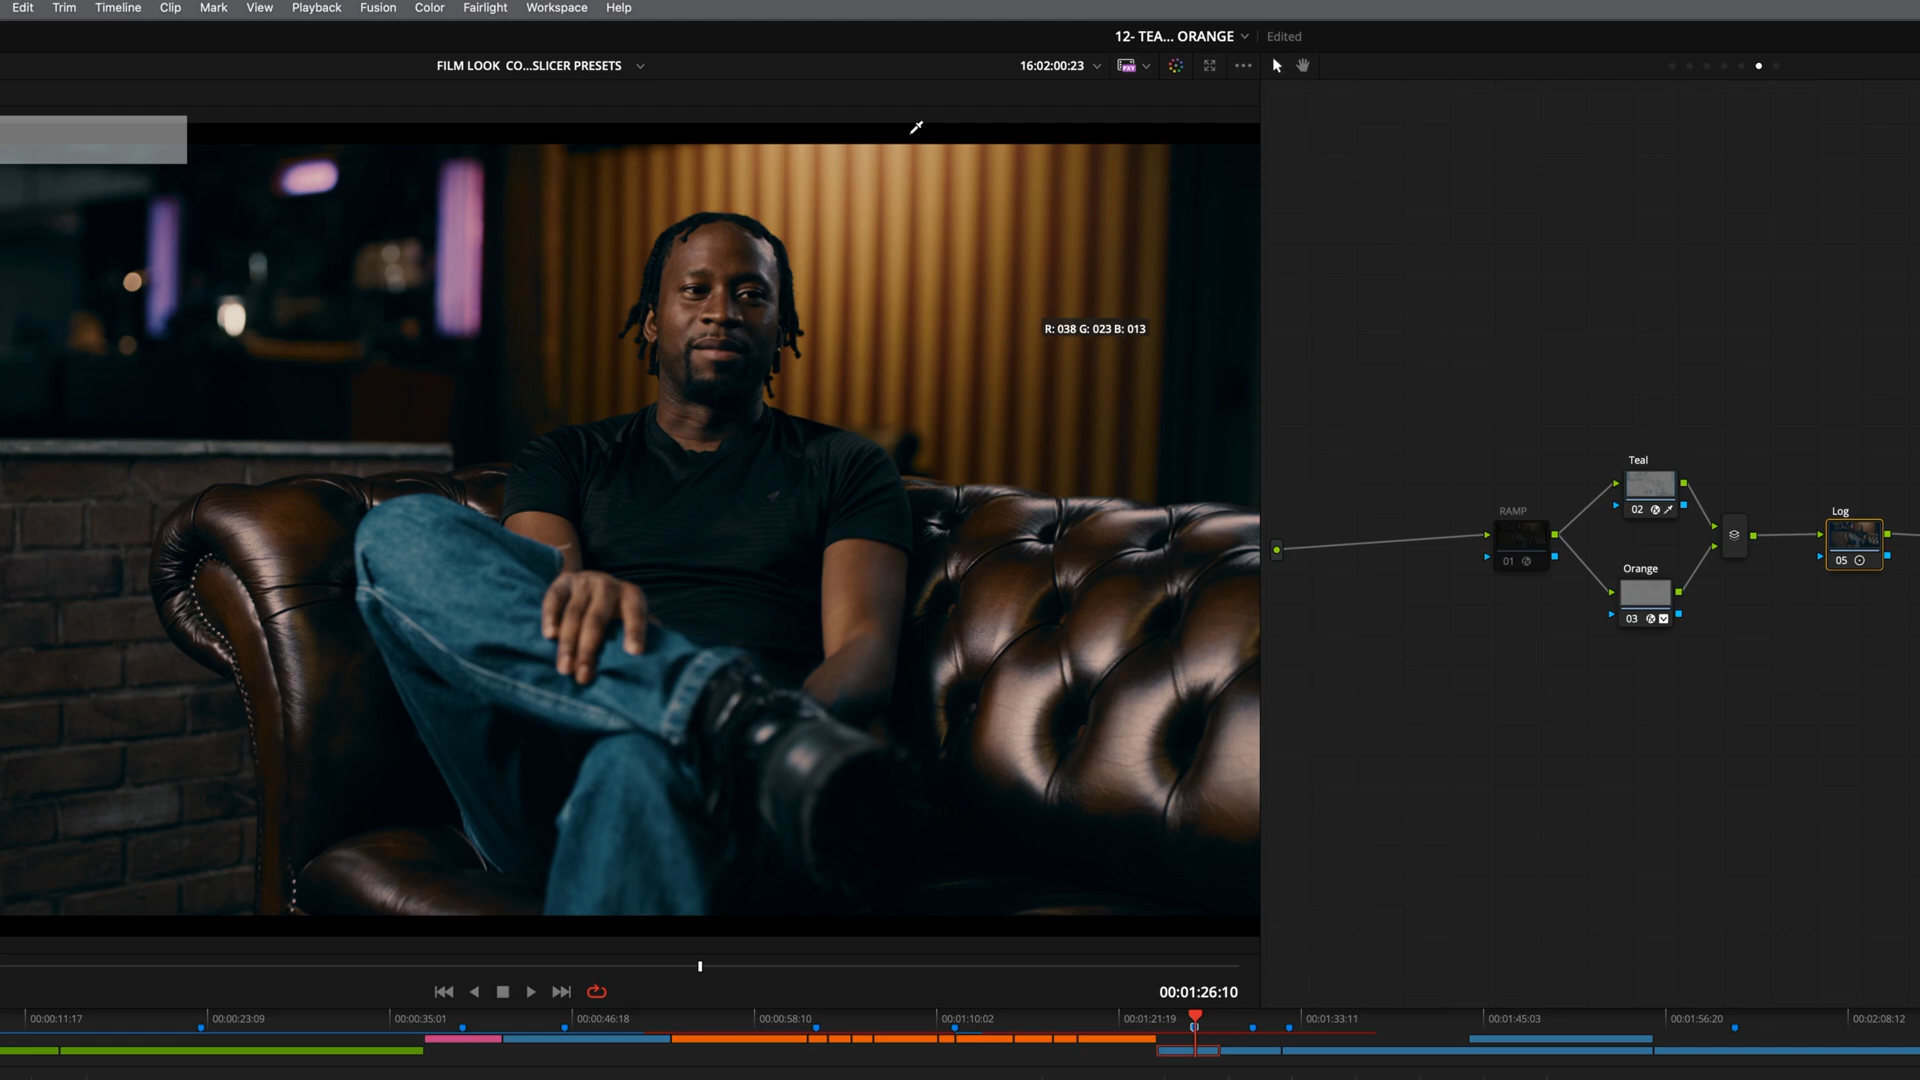 Edit Trim Timeline Clip Mark View Playback Fusion Color Fairlight Workspace Help
12- TEA... ORANGE Edited
FILM LOOK CO...SLICER PRESETS 16:02:00:23 PXY
R: 038 G: 023 B: 013
Teal
02
RAMP
01
Log
05
Orange
03
00:01:26:10
00:00:11:17 00:00:23:09 00:00:35:01 00:00:46:18 00:00:58:10 00:01:10:02 00:01:21:19 00:01:33:11 00:01:45:03 00:01:56:20 00:02:08:12